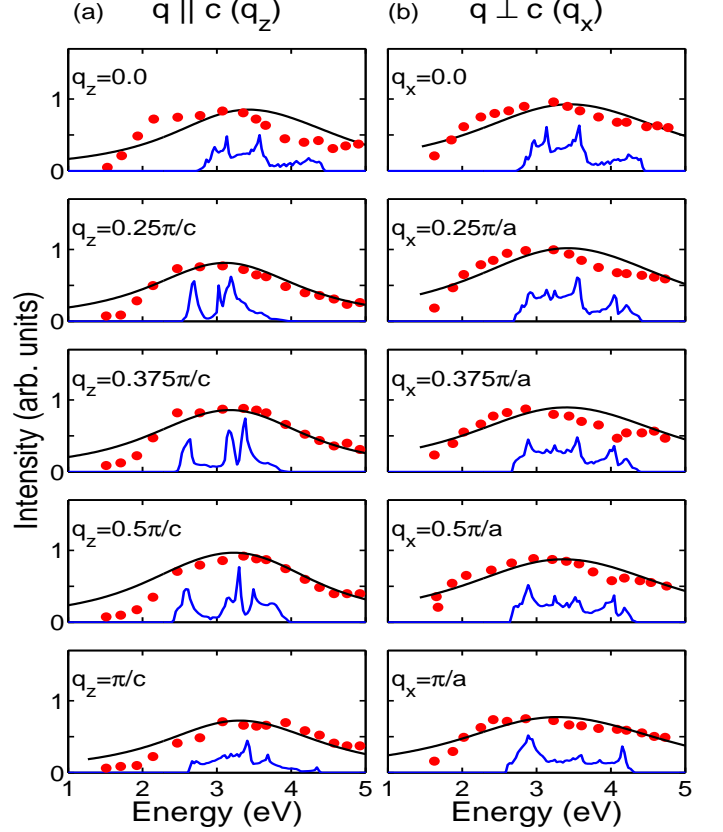 (a) q || c (q_z)
(b) q ⊥ c (q_x)
Intensity (arb. units)
q_z=0.0
1
0
q_x=0.0
q_z=0.25π/c
1
0
q_x=0.25π/a
q_z=0.375π/c
1
0
q_x=0.375π/a
q_z=0.5π/c
1
0
q_x=0.5π/a
q_z=π/c
1
0
q_x=π/a
1 2 3 4 5
1 2 3 4 5
Energy (eV)
Energy (eV)